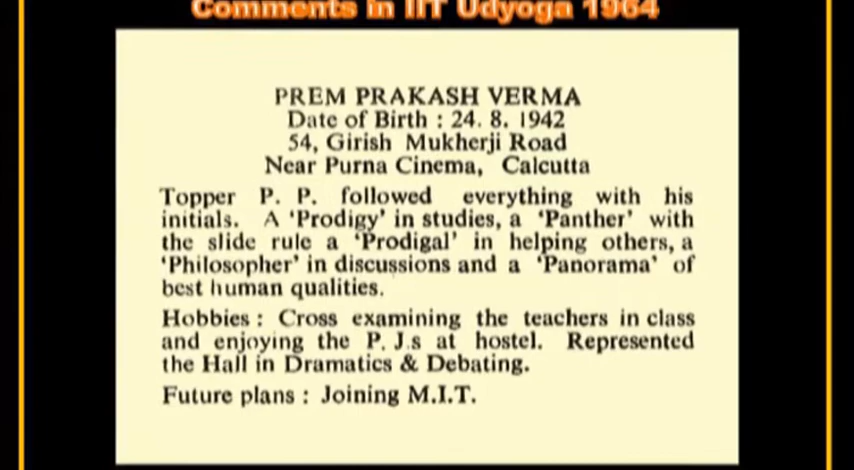 Comments in IIT Udyoga 1964
PREM PRAKASH VERMA
Date of Birth : 24. 8. 1942
54, Girish Mukherji Road
Near Purna Cinema, Calcutta
Topper P. P. followed everything with his
initials. A ‘Prodigy’ in studies, a ‘Panther’ with
the slide rule a ‘Prodigal’ in helping others, a
‘Philosopher’ in discussions and a ‘Panorama’ of
best human qualities.
Hobbies : Cross examining the teachers in class
and enjoying the P. J.s at hostel. Represented
the Hall in Dramatics & Debating.
Future plans : Joining M.I.T.